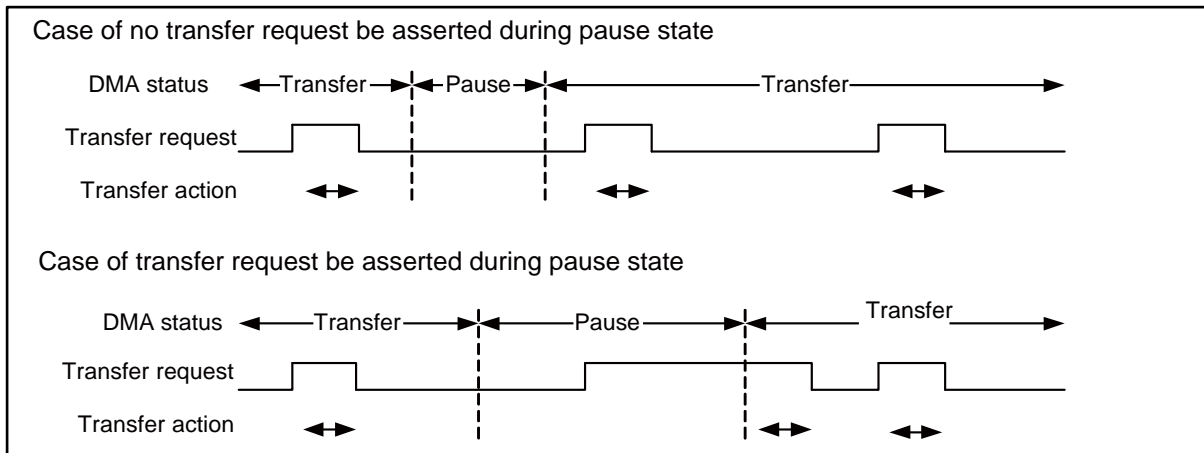 Case of no transfer request be asserted during pause state
DMA status Transfer Pause Transfer
Transfer request
Transfer action
Case of transfer request be asserted during pause state
DMA status Transfer Pause Transfer
Transfer request
Transfer action